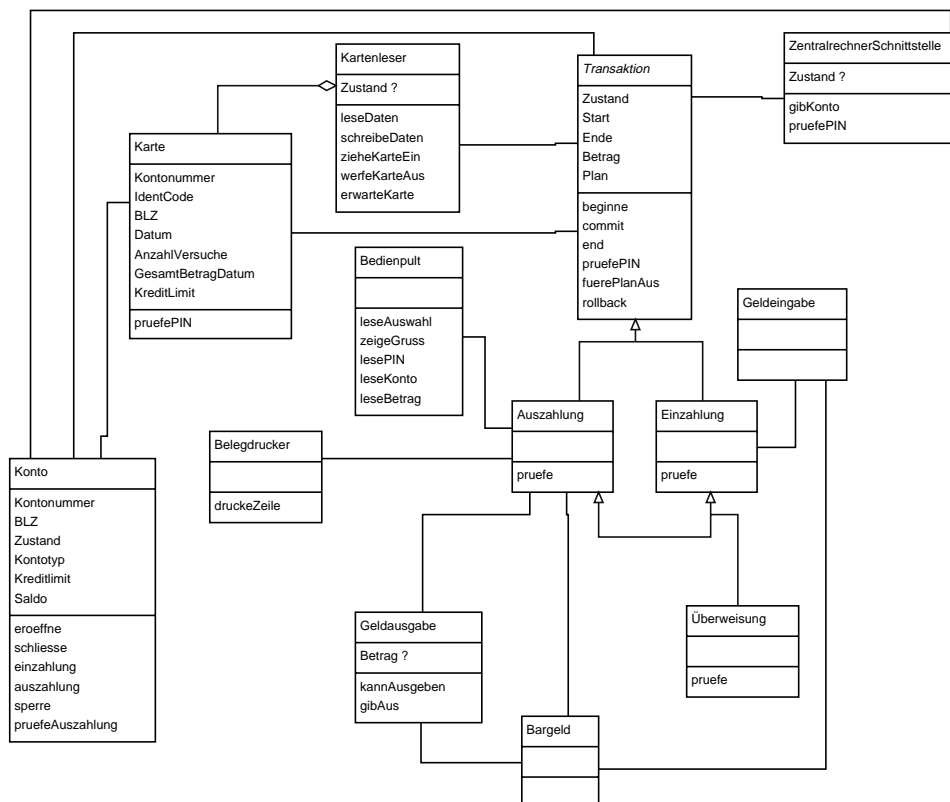 Kartenleser
Zustand ?
leseDaten
schreibeDaten
zieheKarteEin
werfeKarteAus
erwarteKarte
Transaktion
Zustand
Start
Ende
Betrag
Plan
beginne
commit
end
pruefePIN
fuerePlanAus
rollback
ZentralrechnerSchnittstelle
Zustand ?
gibKonto
pruefePIN
Karte
Kontonummer
IdentCode
BLZ
Datum
AnzahlVersuche
GesamtBetragDatum
KreditLimit
pruefePIN
Bedienpult
leseAuswahl
zeigeGruss
lesePIN
leseKonto
leseBetrag
Geldeingabe
Auszahlung
pruefe
Einzahlung
pruefe
Belegdrucker
druckeZeile
Konto
Kontonummer
BLZ
Zustand
Kontotyp
Kreditlimit
Saldo
eroeffne
schliesse
einzahlung
auszahlung
sperre
pruefeAuszahlung
Geldausgabe
Betrag ?
kannAusgeben
gibAus
Überweisung
pruefe
Bargeld